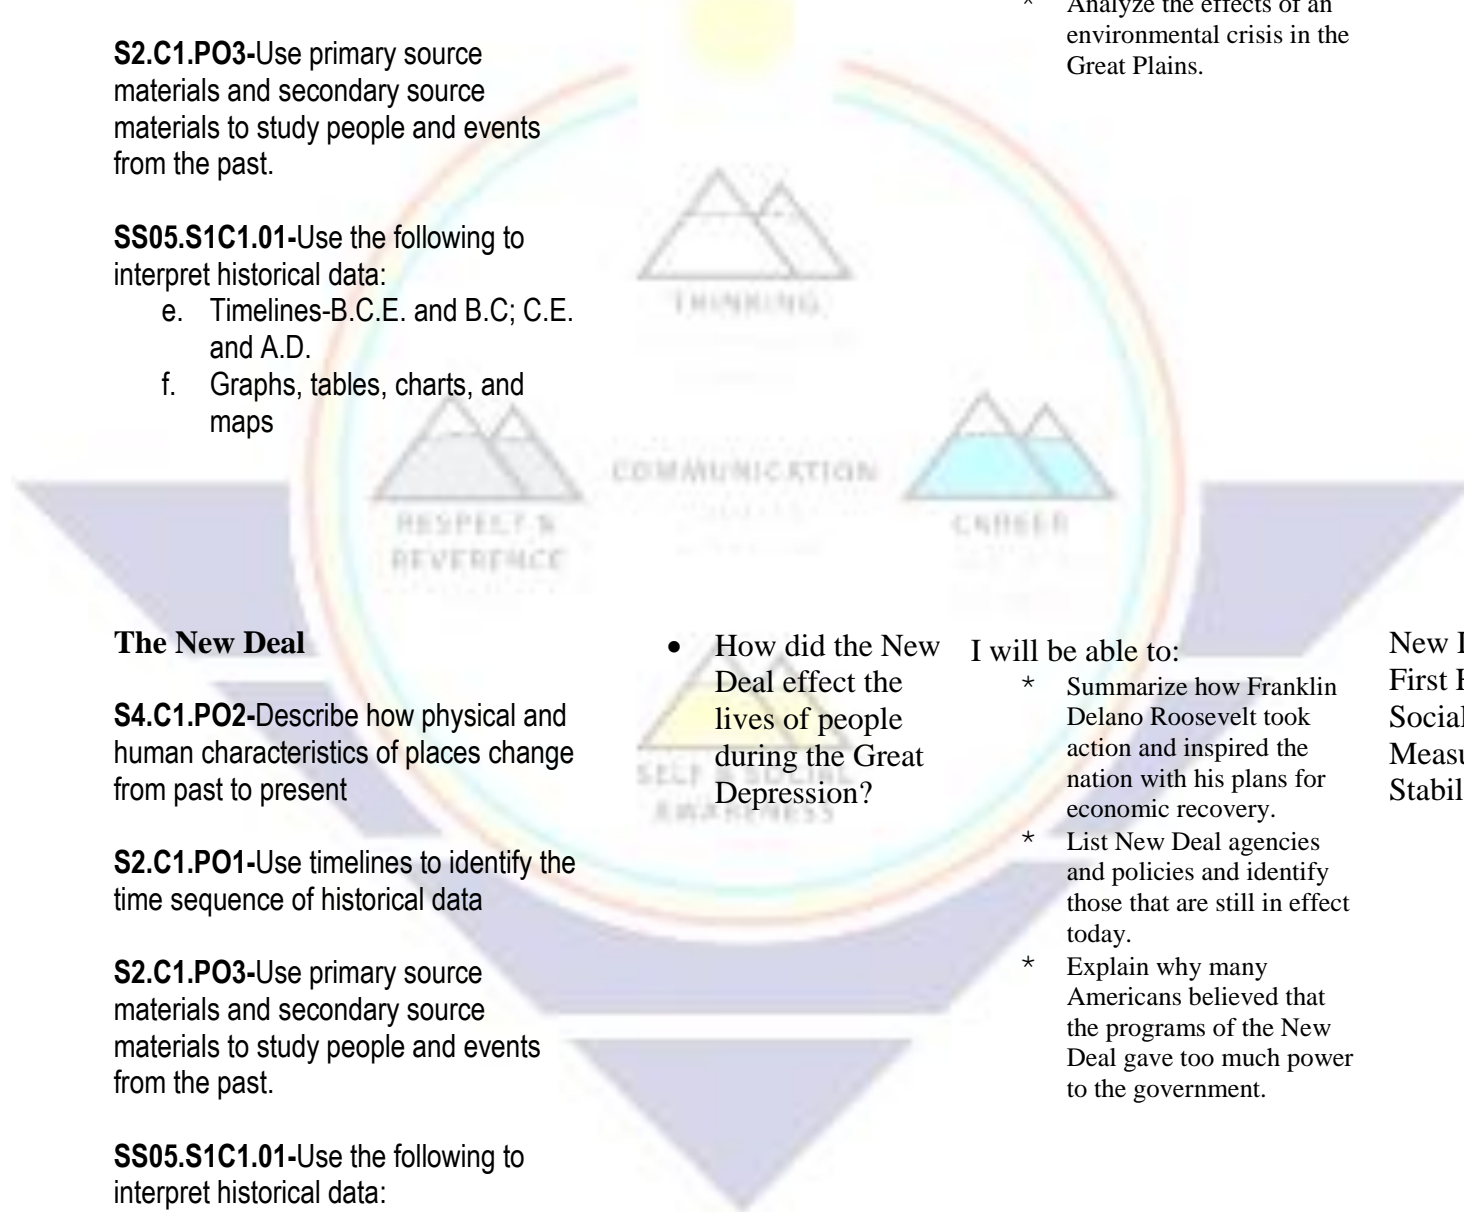 * Analyze the effects of an
environmental crisis in the
Great Plains.
S2.C1.PO3-Use primary source
materials and secondary source
materials to study people and events
from the past.
SS05.S1C1.01-Use the following to
interpret historical data:
e. Timelines-B.C.E. and B.C; C.E.
and A.D.
f. Graphs, tables, charts, and
maps
THINKING
COMMUNICATION
RESPECT &
REVERENCE
CAREER
The New Deal
S4.C1.PO2-Describe how physical and
human characteristics of places change
from past to present
S2.C1.PO1-Use timelines to identify the
time sequence of historical data
S2.C1.PO3-Use primary source
materials and secondary source
materials to study people and events
from the past.
SS05.S1C1.01-Use the following to
interpret historical data:
• How did the New
Deal effect the
lives of people
during the Great
Depression?
SELF & SOCIAL
AWARENESS
I will be able to:
* Summarize how Franklin
Delano Roosevelt took
action and inspired the
nation with his plans for
economic recovery.
* List New Deal agencies
and policies and identify
those that are still in effect
today.
* Explain why many
Americans believed that
the programs of the New
Deal gave too much power
to the government.
New
First
Social